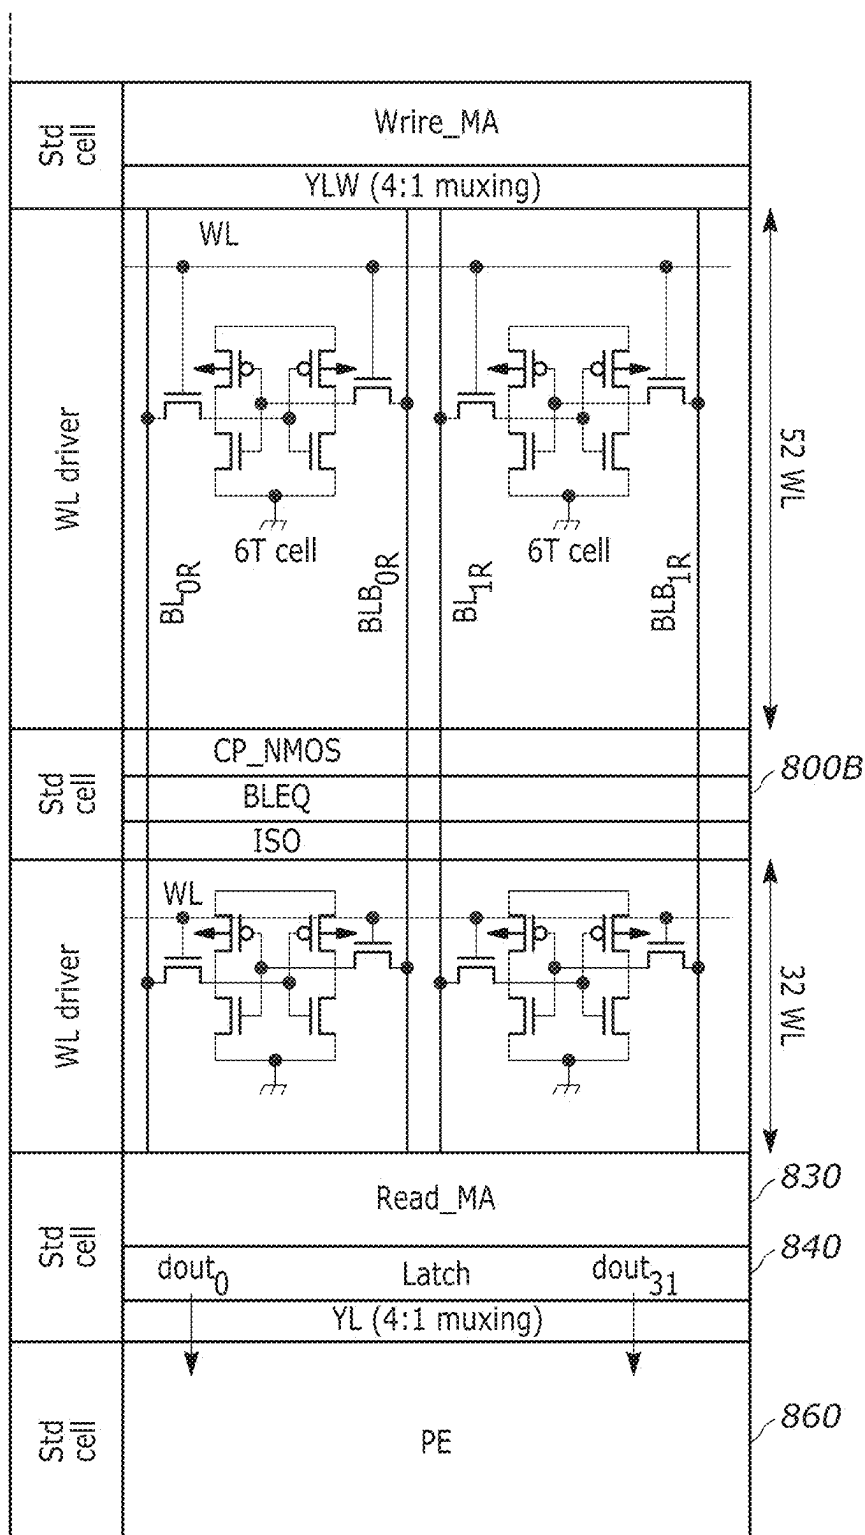 Std cell
Wrire_MA
YLW (4:1 muxing)
WL driver
WL
6T cell
6T cell
BL0R
BLB0R
BL1R
BLB1R
52 WL
Std cell
CP_NMOS
BLEQ
ISO
800B
WL driver
WL
32 WL
Std cell
Read_MA
830
dout0
Latch
dout31
840
YL (4:1 muxing)
Std cell
PE
860